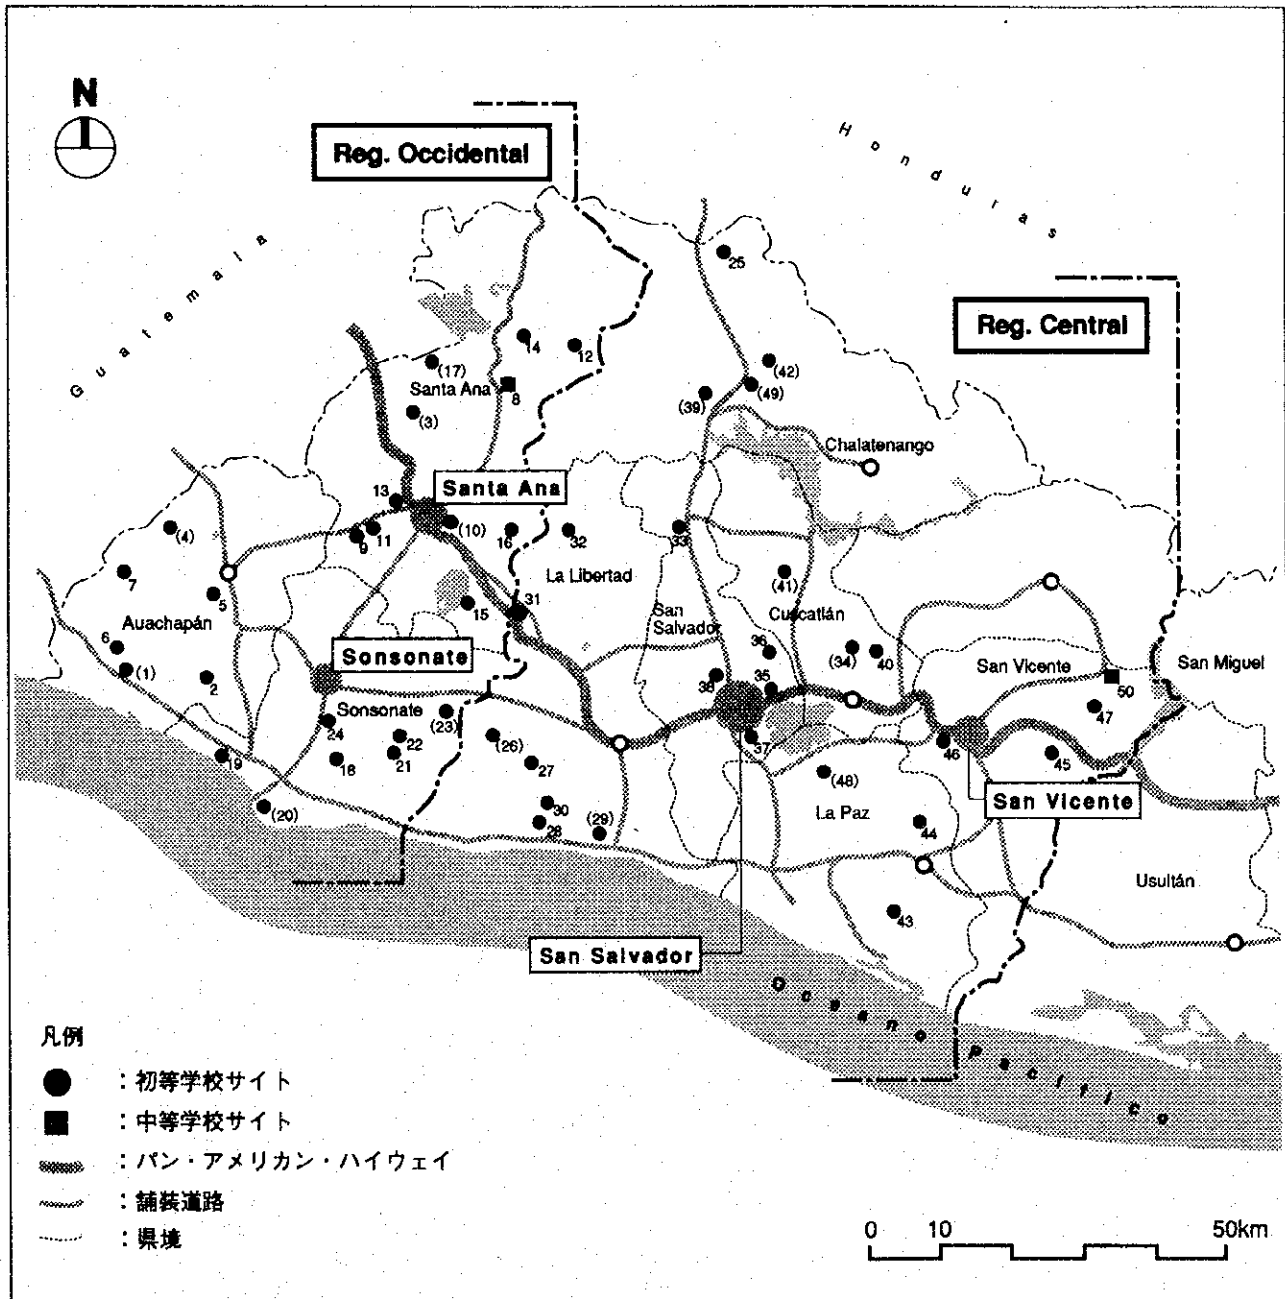 N
Reg. Occidental
Honduras
Guatemala
25
Reg. Central
14
12
(17)
Santa Ana
8
(42)
(49)
(39)
(3)
Chalatenango
Santa Ana
13
(4)
11
9
(10)
16
32
33
7
5
La Libertad
(41)
15
31
San
Salvador
Cuscatlán
Auachapán
6
(1)
2
Sonsonate
36
(34)
40
San Vicente
San Miguel
38
35
50
47
Sonsonate
24
(23)
22
21
18
(26)
27
37
46
45
19
(20)
30
28
(29)
(48)
La Paz
44
San Vicente
Usultán
43
San Salvador
Oceano Pacifico
凡例
:初等学校サイト
:中等学校サイト
:パン・アメリカン・ハイウェイ
:舗装道路
:県境
0 10 50km